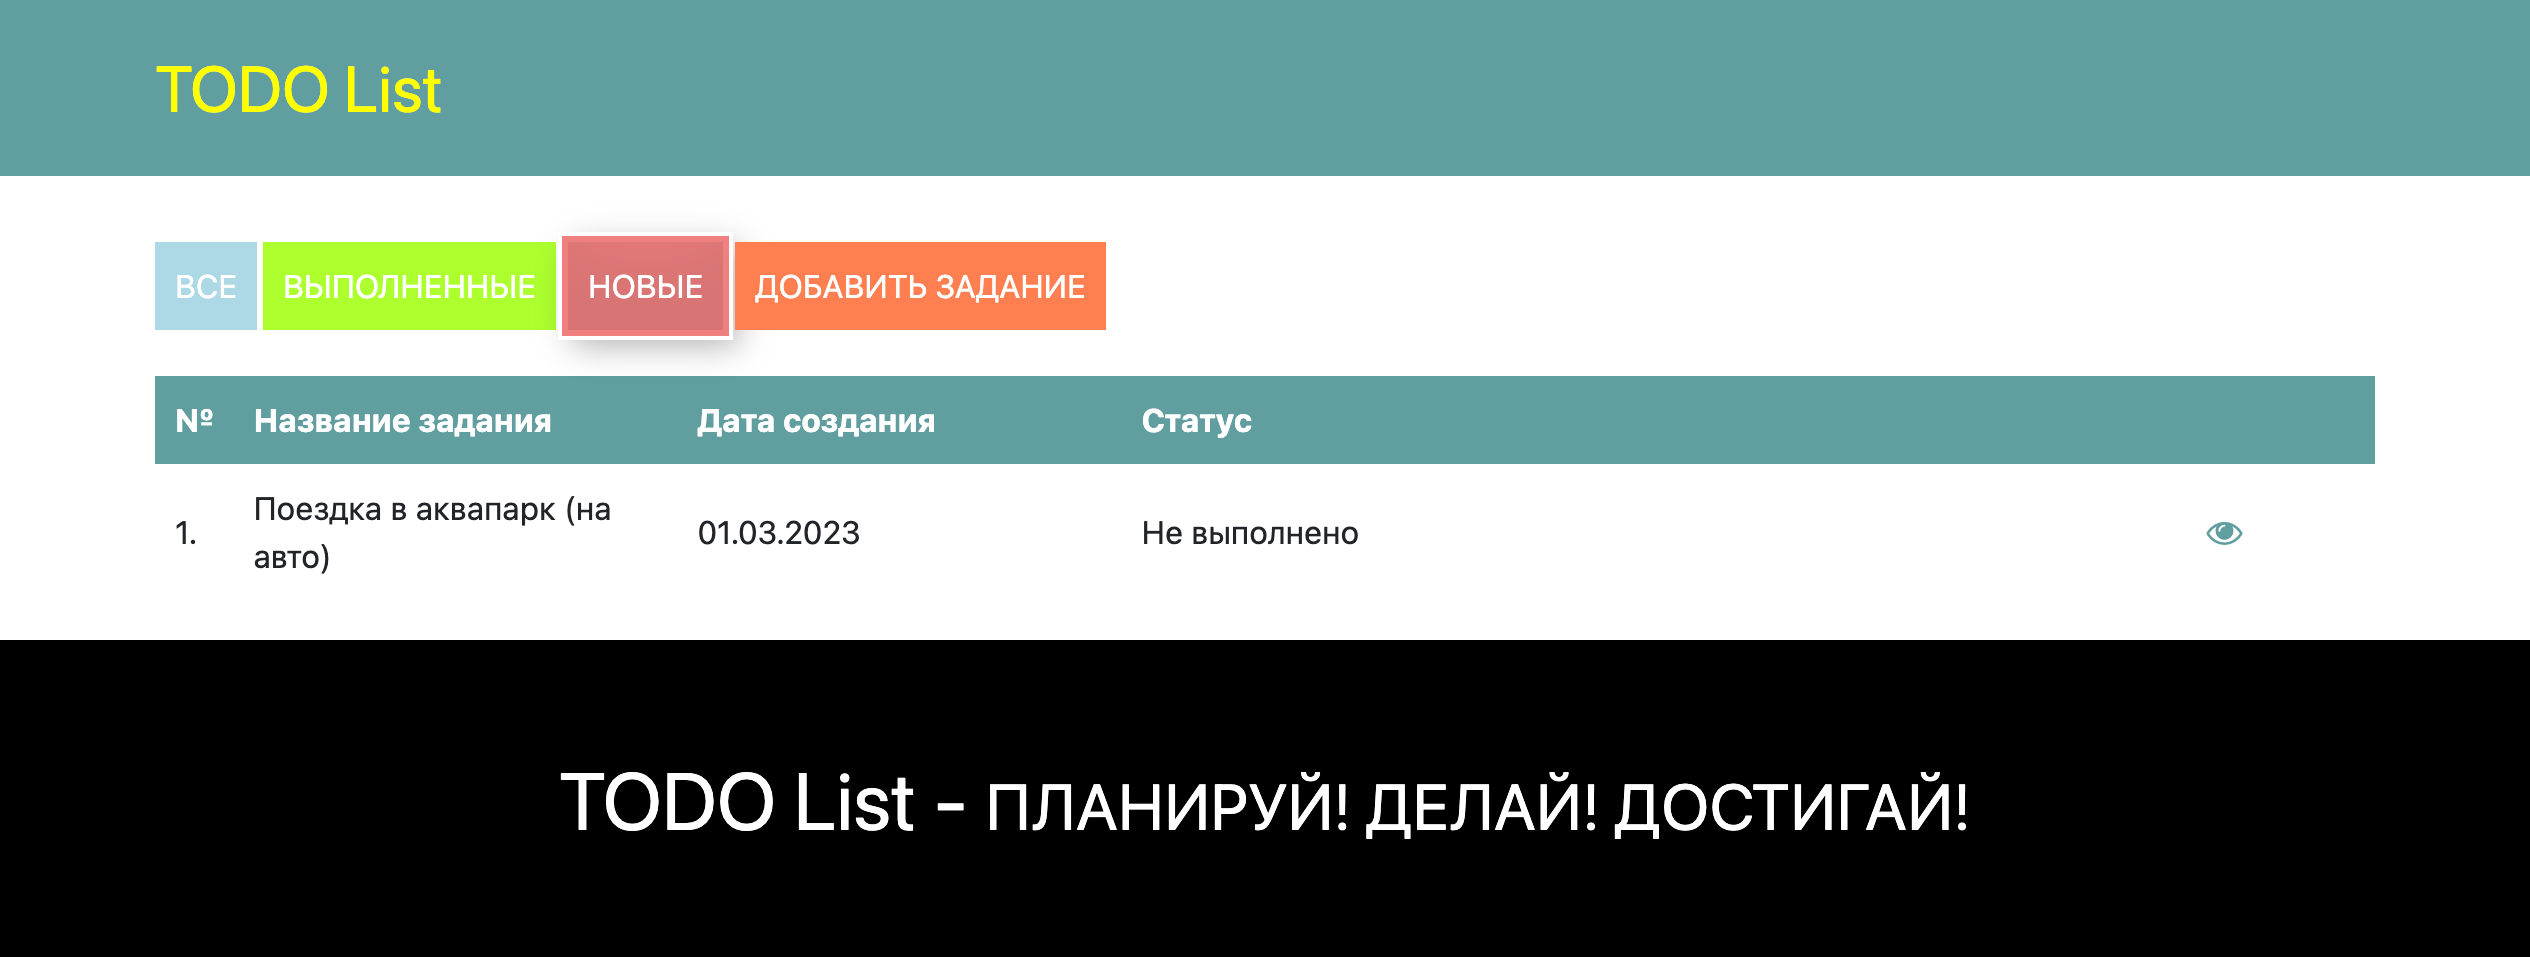 TODO List
ВСЕ ВЫПОЛНЕННЫЕ НОВЫЕ ДОБАВИТЬ ЗАДАНИЕ
№ Название задания Дата создания Статус
1. Поездка в аквапарк (на авто) 01.03.2023 Не выполнено
TODO List - ПЛАНИРУЙ! ДЕЛАЙ! ДОСТИГАЙ!